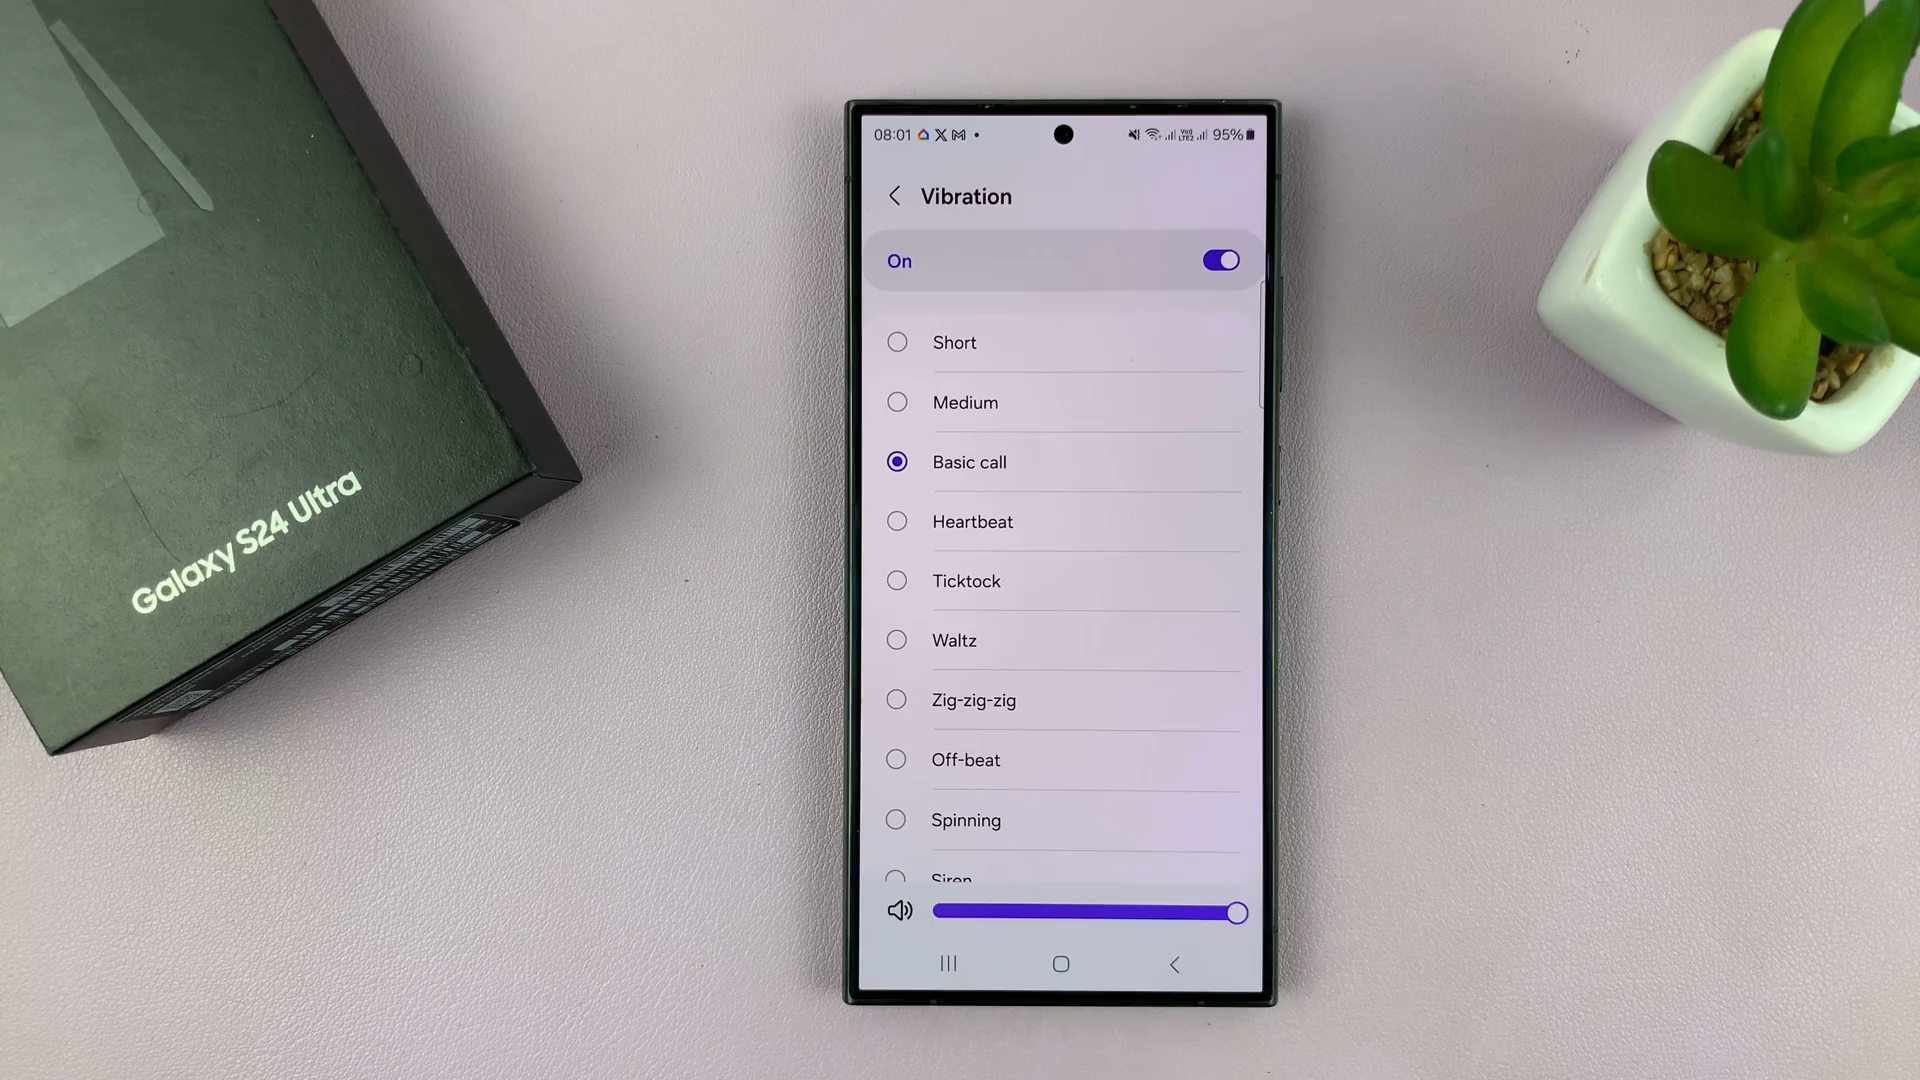 Galaxy S24 Ultra
08:01 95%
Vibration
On
Short
Medium
Basic call
Heartbeat
Ticktock
Waltz
Zig-zig-zig
Off-beat
Spinning
Siren